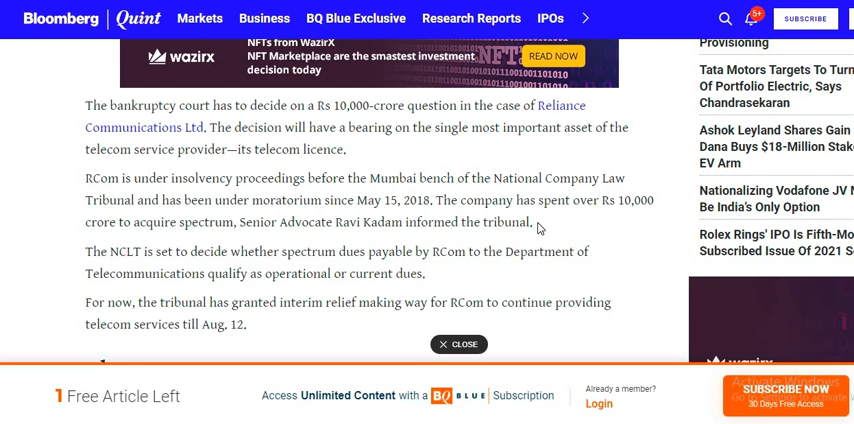 Bloomberg | Quint Markets Business BQ Blue Exclusive Research Reports IPOs 5+ SUBSCRIBE
wazirx
NFTs from WazirX
NFT Marketplace are the smartest investment
decision today
NFT
READ NOW
The bankruptcy court has to decide on a Rs 10,000-crore question in the case of Reliance
Communications Ltd. The decision will have a bearing on the single most important asset of the
telecom service provider—its telecom licence.
RCom is under insolvency proceedings before the Mumbai bench of the National Company Law
Tribunal and has been under moratorium since May 15, 2018. The company has spent over Rs 10,000
crore to acquire spectrum, Senior Advocate Ravi Kadam informed the tribunal.
The NCLT is set to decide whether spectrum dues payable by RCom to the Department of
Telecommunications qualify as operational or current dues.
For now, the tribunal has granted interim relief making way for RCom to continue providing
telecom services till Aug. 12.
Provisioning
Tata Motors Targets To Turn
Of Portfolio Electric, Says
Chandrasekaran
Ashok Leyland Shares Gain
Dana Buys $18-Million Stak
EV Arm
Nationalizing Vodafone JV M
Be India's Only Option
Rolex Rings' IPO Is Fifth-Mo
Subscribed Issue Of 2021 S
wazirx
CLOSE
1 Free Article Left
Access Unlimited Content with a BQ BLUE Subscription
Already a member?
Login
SUBSCRIBE NOW
30 Days Free Access
Activate Windows